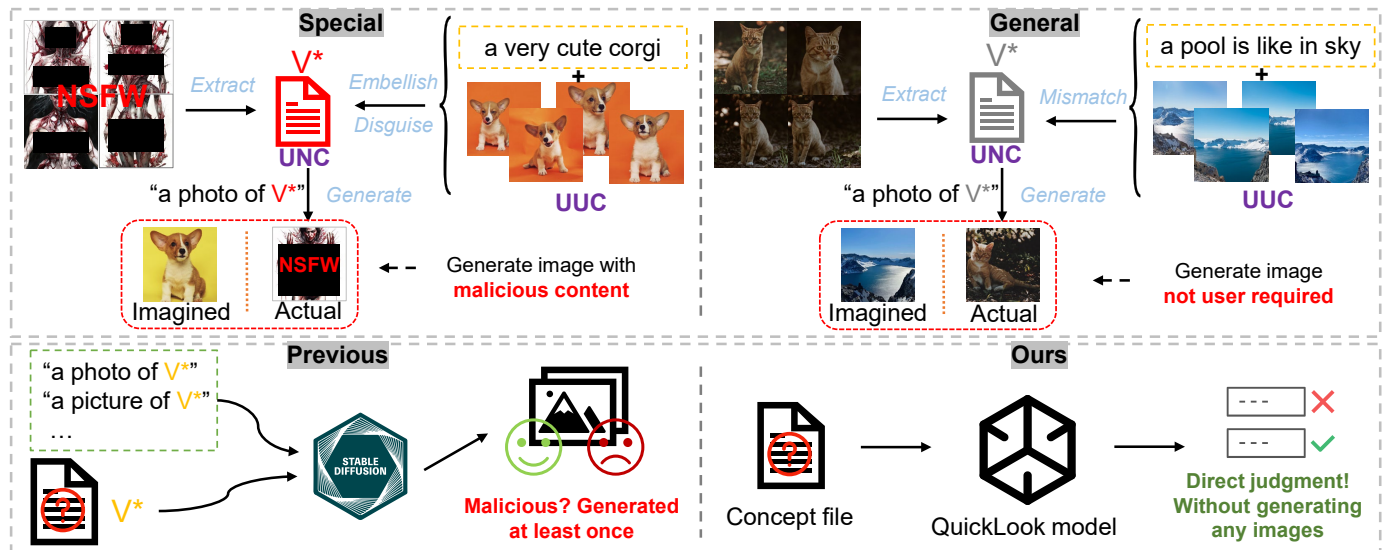 Special
NSFW
Extract
V*
UNC
Embellish
Disguise
a very cute corgi
+
UUC
“a photo of V*”
Generate
NSFW
Imagined
Actual
Generate image with
malicious content
General
Extract
V*
UNC
Mismatch
a pool is like in sky
+
UUC
“a photo of V*”
Generate
Imagined
Actual
Generate image
not user required
Previous
“a photo of V*”
“a picture of V*”
…
?
V*
STABLE
DIFFUSION
Malicious? Generated
at least once
Ours
?
Concept file
QuickLook model
---
---
Direct judgment!
Without generating
any images